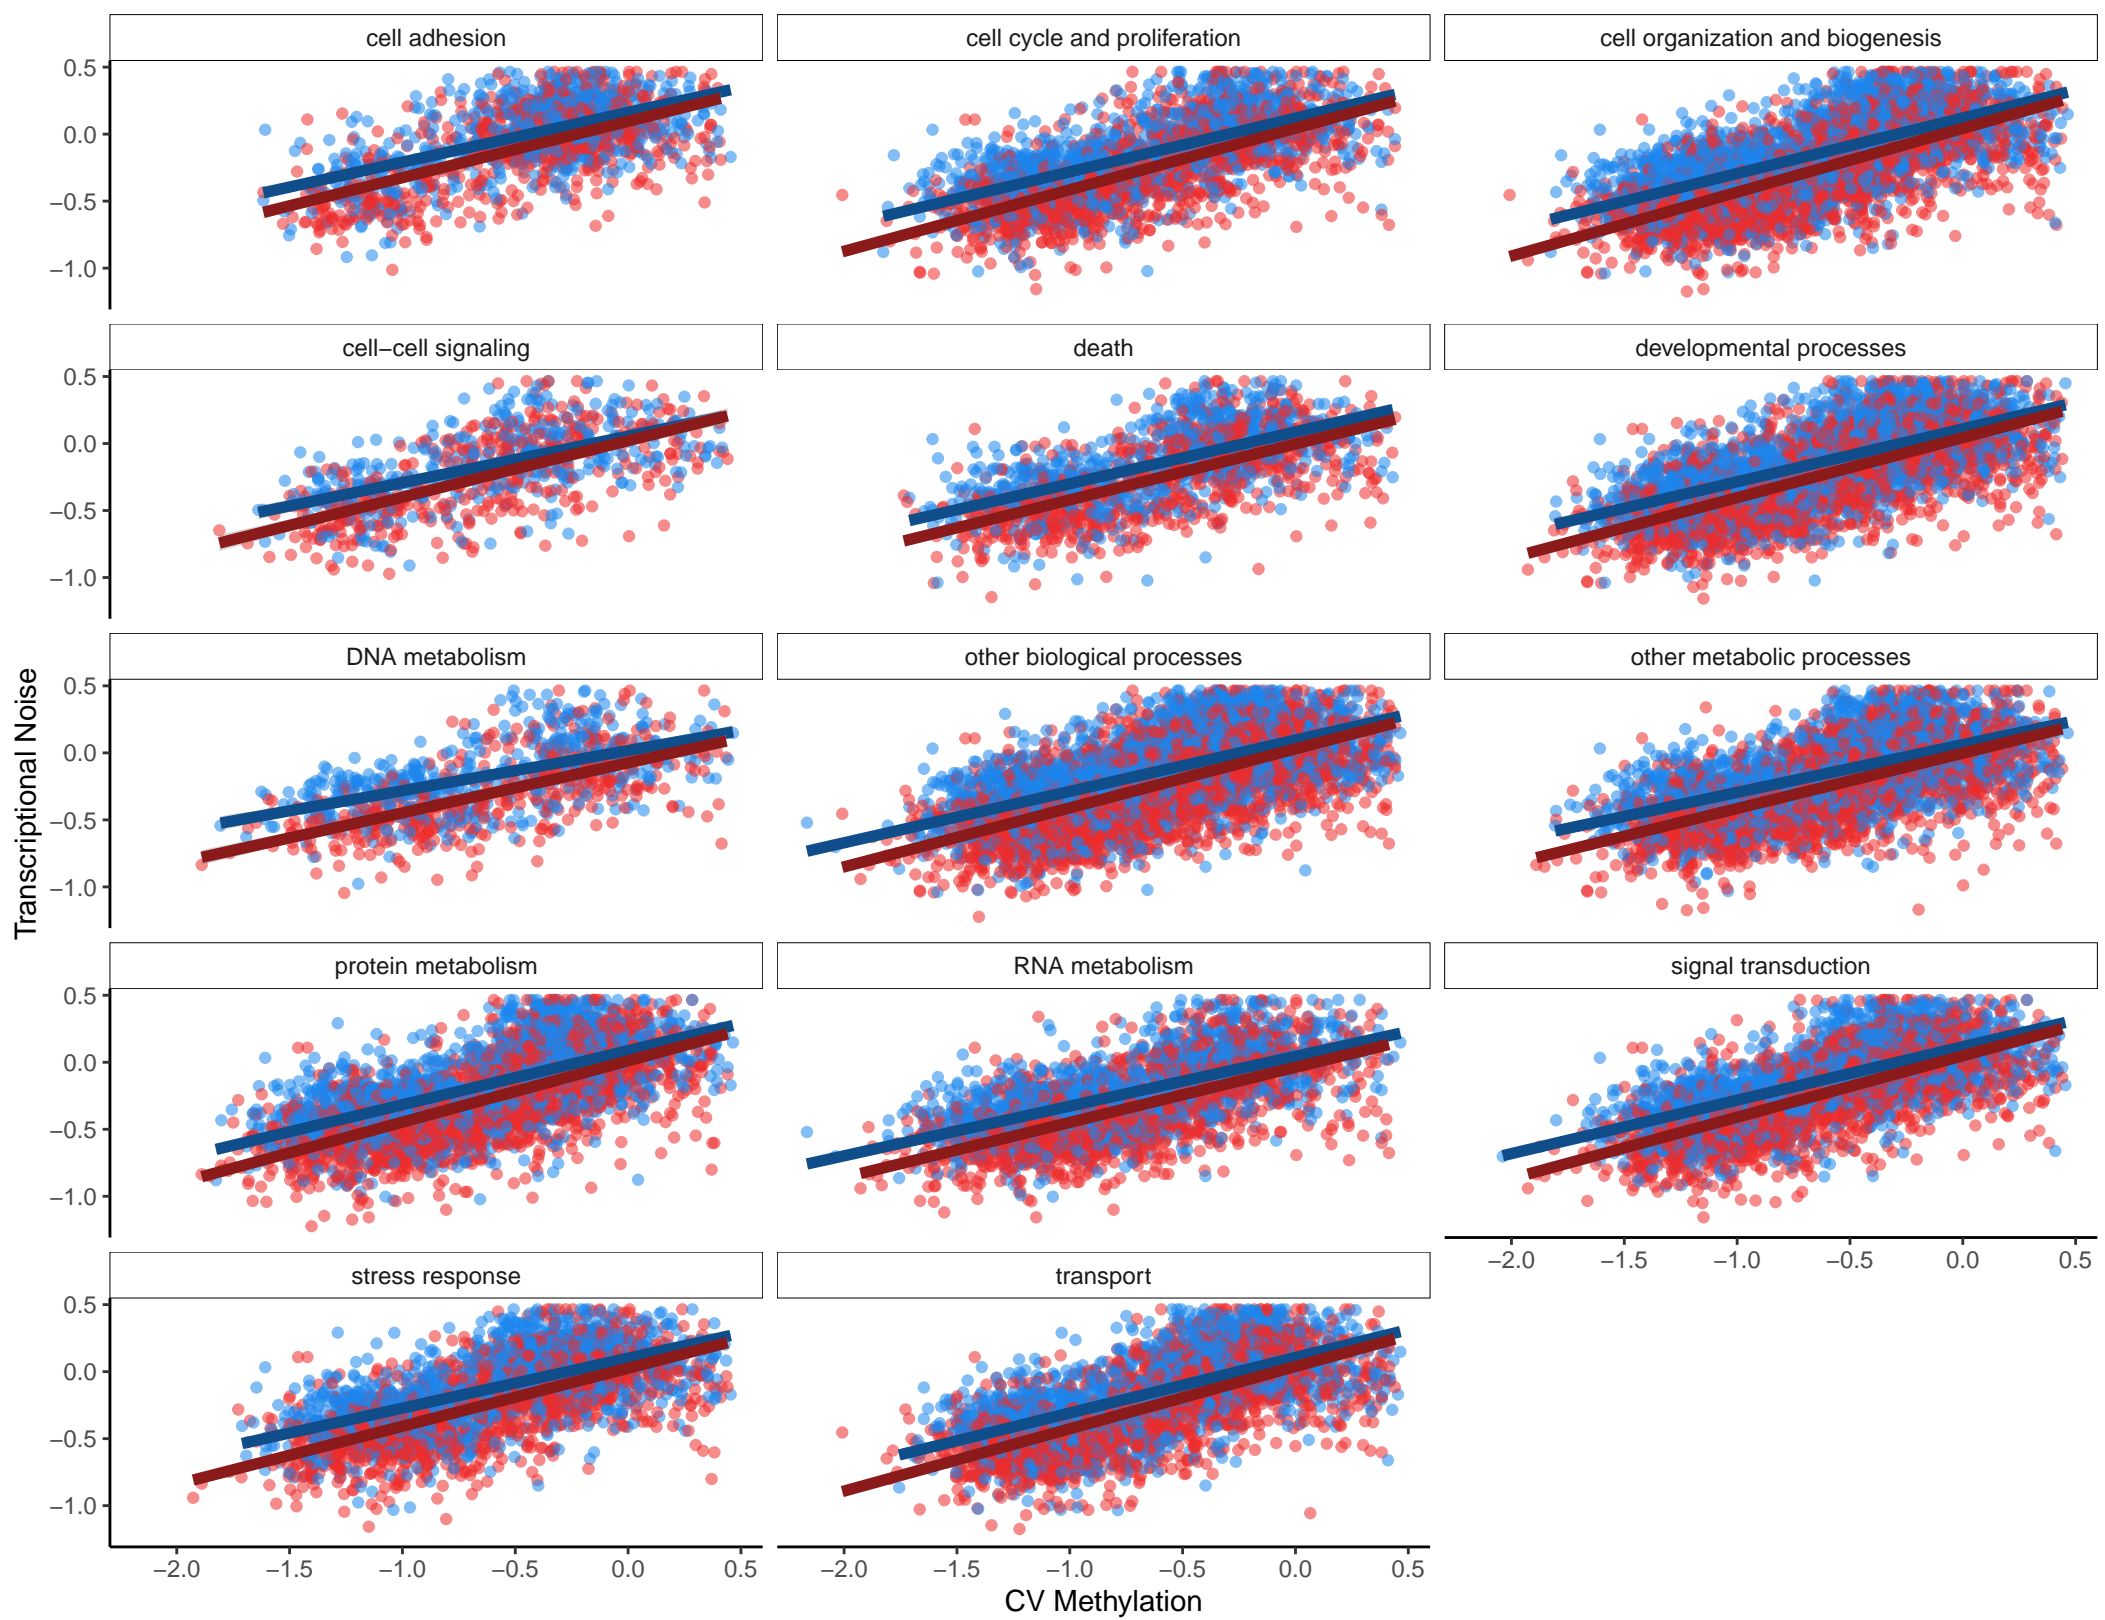 cell adhesion
cell cycle and proliferation
cell organization and biogenesis
0.5
0.0
−0.5
−1.0
cell−cell signaling
death
developmental processes
0.5
0.0
−0.5
−1.0
DNA metabolism
other biological processes
other metabolic processes
0.5
0.0
−0.5
−1.0
Transcriptional Noise
protein metabolism
RNA metabolism
signal transduction
0.5
0.0
−0.5
−1.0
−2.0 −1.5 −1.0 −0.5 0.0 0.5
stress response
transport
0.5
0.0
−0.5
−1.0
−2.0 −1.5 −1.0 −0.5 0.0 0.5
−2.0 −1.5 −1.0 −0.5 0.0 0.5
CV Methylation